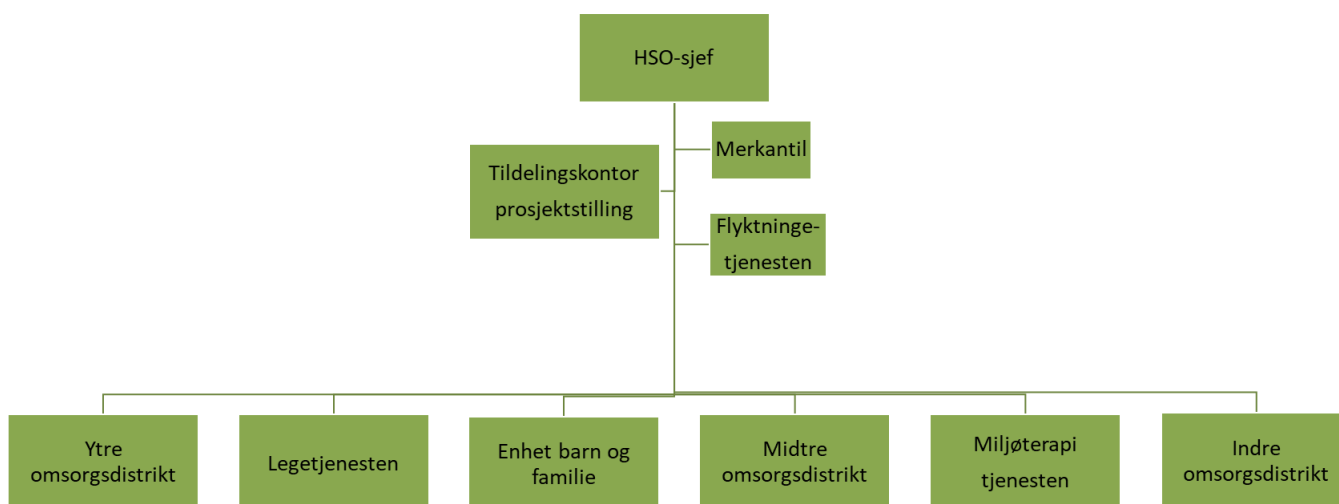 HSO-sjef
Merkantil
Tildelingskontor
prosjektstilling
Flyktninge-
tjenesten
Ytre
omsorgsdistrikt
Legetjenesten
Enhet barn og
familie
Midtre
omsorgsdistrikt
Miljøterapi
tjenesten
Indre
omsorgsdistrikt